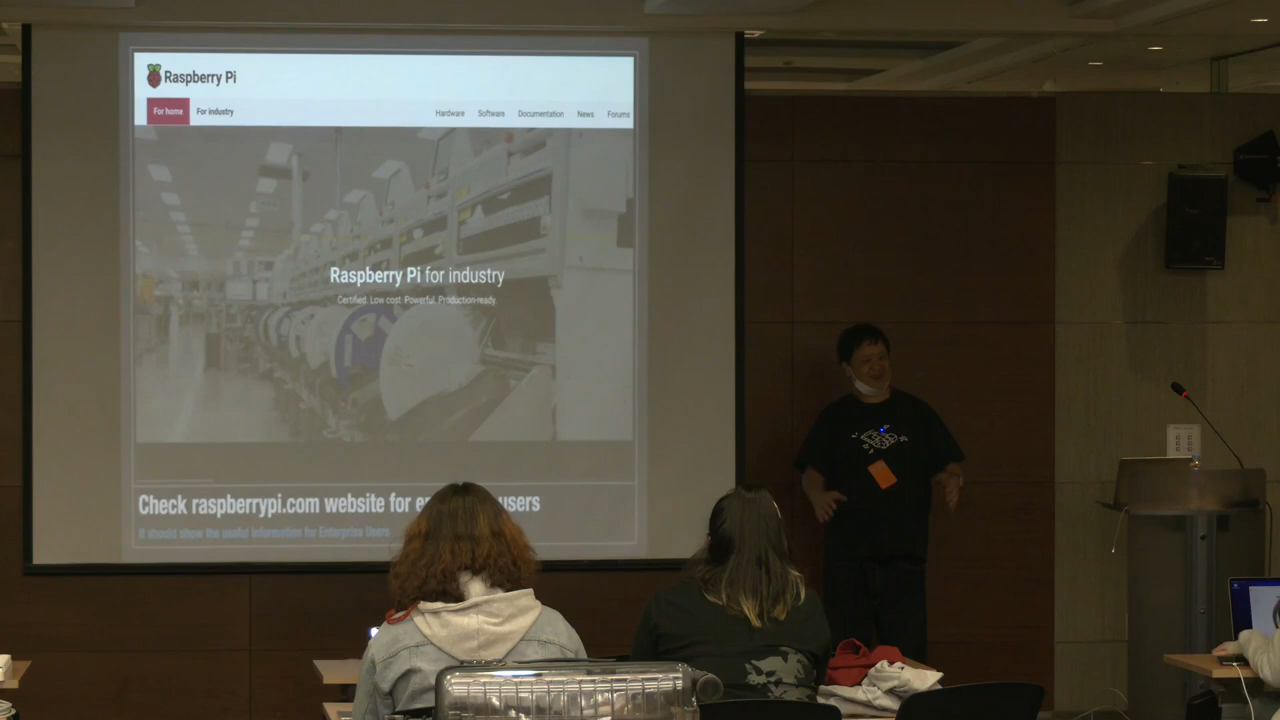 Raspberry Pi
For home For industry Hardware Software Documentation News Forums
Raspberry Pi for industry
Certified. Low cost. Powerful. Production-ready.
Check raspberrypi.com website for users
It should show the useful information for Enterprise Users